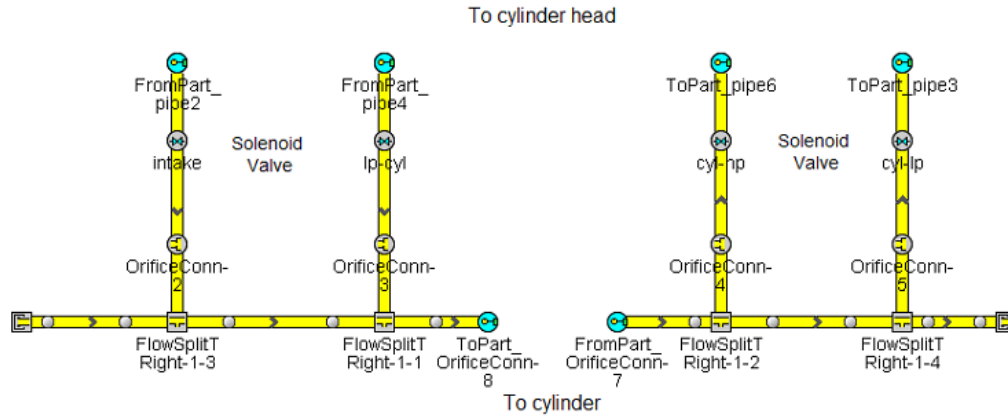 To cylinder head
FromPart_
pipe2
FromPart_
pipe4
ToPart_pipe6
ToPart_pipe3
Solenoid
Valve
Solenoid
Valve
intake
lp-cyl
cyl-hp
cyl-lp
OrificeConn-
2
OrificeConn-
3
OrificeConn-
4
OrificeConn-
5
FlowSplitT
Right-1-3
FlowSplitT
Right-1-1
ToPart_
OrificeConn-
8
FromPart_
OrificeConn-
7
FlowSplitT
Right-1-2
FlowSplitT
Right-1-4
To cylinder